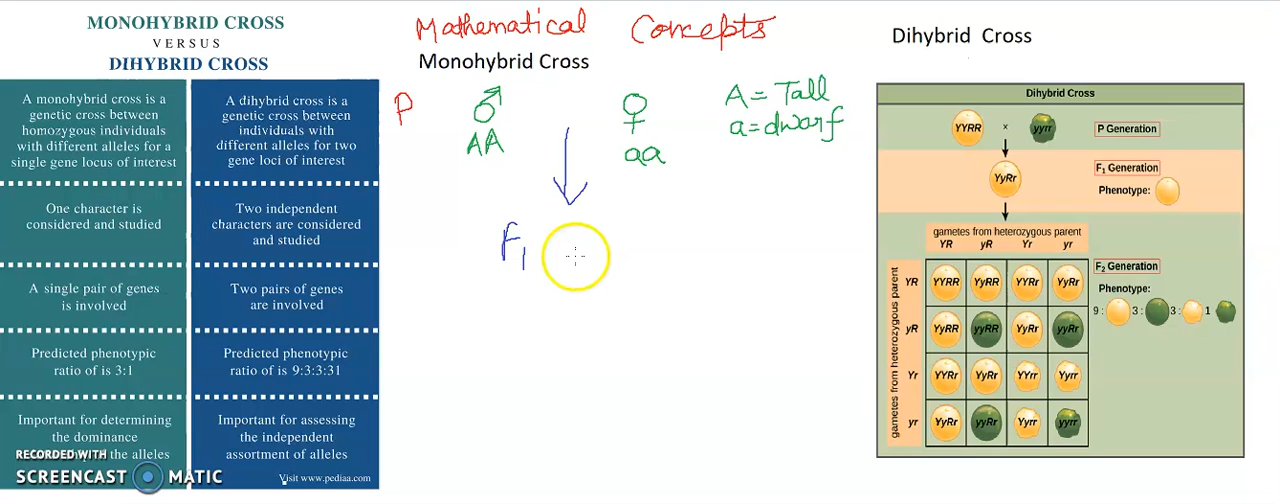 MONOHYBRID CROSS
VERSUS
DIHYBRID CROSS
A monohybrid cross is a
genetic cross between
homozygous individuals
with different alleles for a
single gene locus of interest
A dihybrid cross is a
genetic cross between
individuals with
different alleles for two
gene loci of interest
One character is
considered and studied
Two independent
characters are considered
and studied
A single pair of genes
is involved
Two pairs of genes
are involved
Predicted phenotypic
ratio of is 3:1
Predicted phenotypic
ratio of is 9:3:3:31
Important for determining
the dominance
the alleles
Important for assessing
the independent
assortment of alleles
RECORDED WITH
SCREENCAST MATIC
Visit www.pediaa.com
Mathematical Concepts
Monohybrid Cross
P ♂ ♀
AA aa
A = Tall
a = dwarf
F1
Dihybrid Cross
Dihybrid Cross
YYRR x yyrr P Generation
F1 Generation
YyRr
Phenotype:
gametes from heterozygous parent
YR yR Yr yr
F2 Generation
Phenotype:
9: 3: 3: 1
gametes from heterozygous parent
YR YYRR YyRR YYRr YyRr
yR YyRR yyRR YyRr yyRr
Yr YYRr YyRr YYrr Yyrr
yr YyRr yyRr Yyrr yyrr